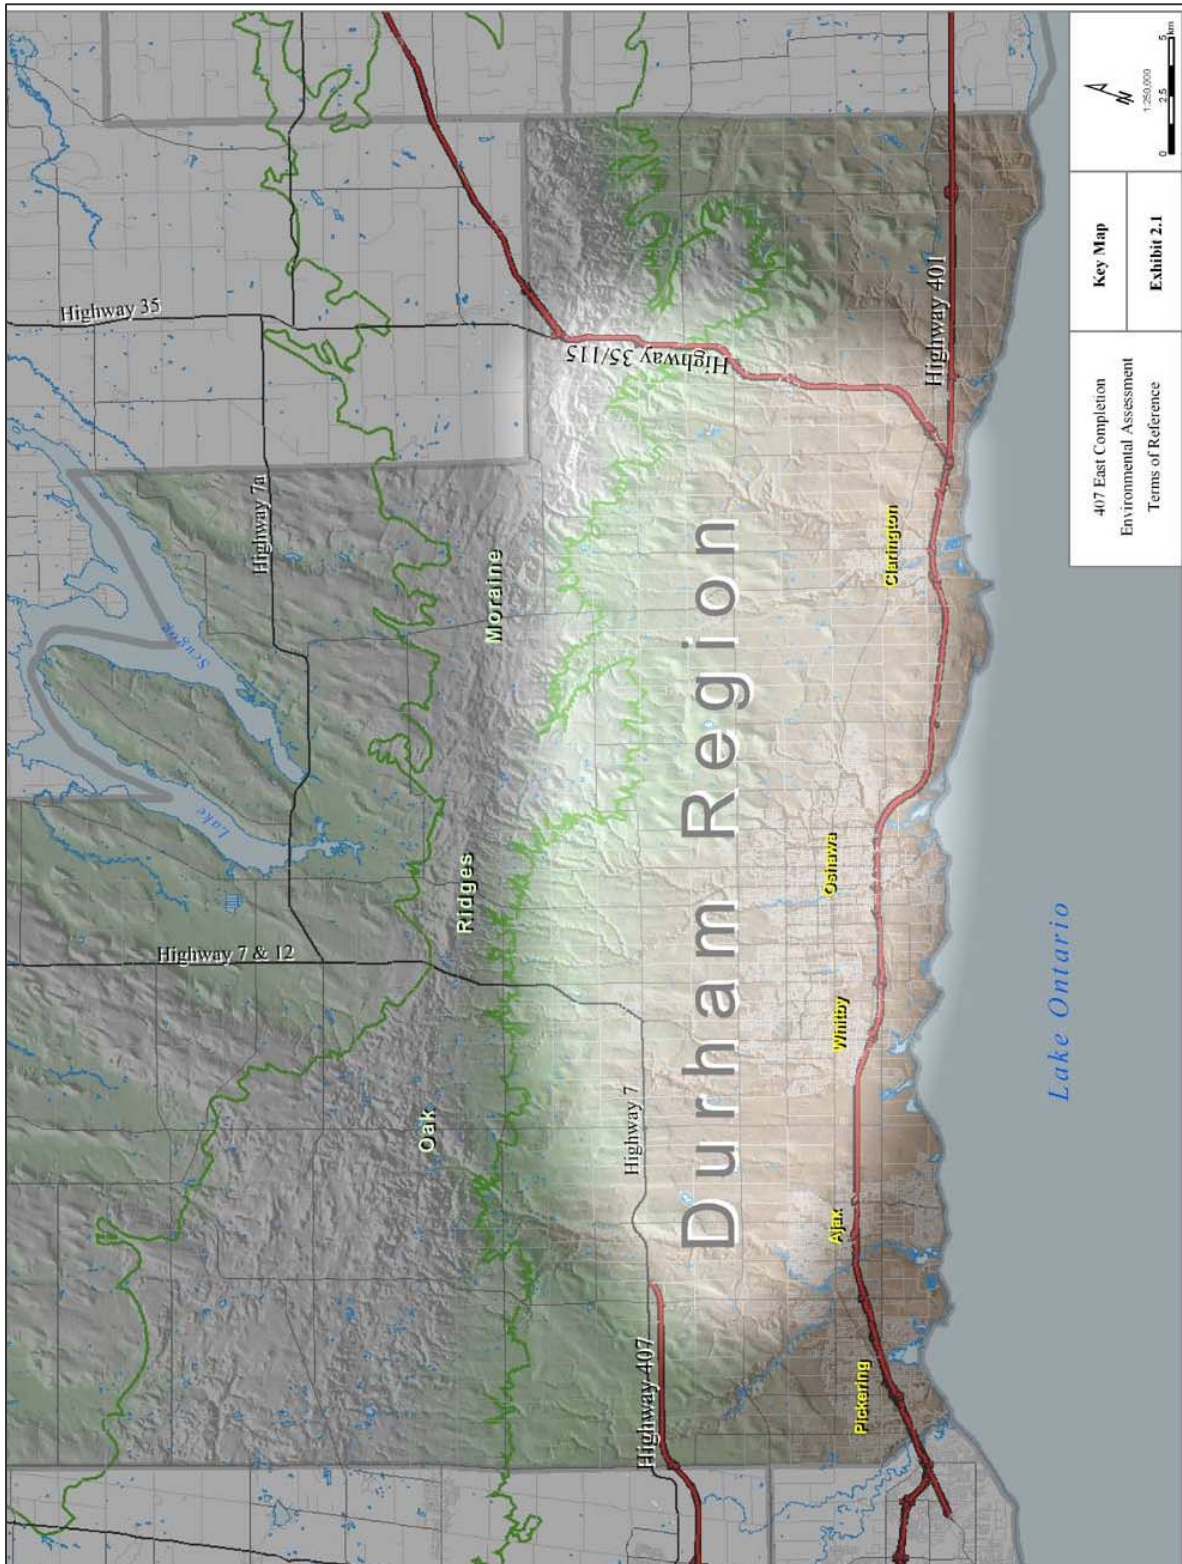 Highway 35
Highway 7a
Highway 35/115
Highway 401
Highway 7 & 12
Highway 7
Highway 407
Lake
Scugog
Oak
Ridges
Moraine
Durham Region
Pickering
Ajax
Whitby
Oshawa
Clarington
Lake Ontario
407 East Completion
Environmental Assessment
Terms of Reference
Key Map
Exhibit 2.1
N
1:250,000
0 2.5 5
km